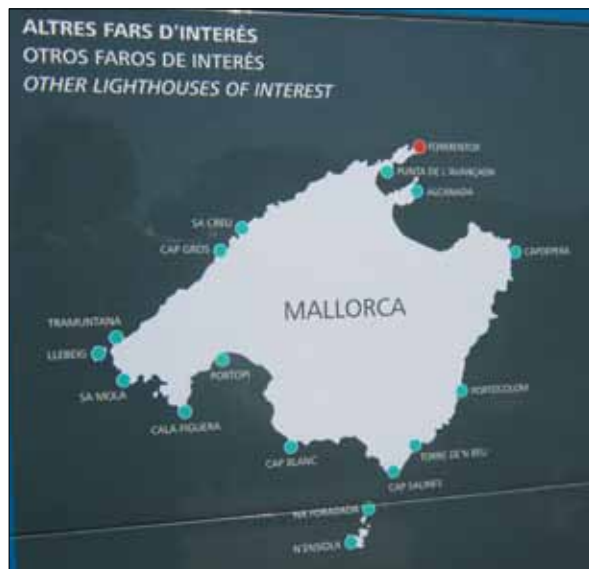 ALTRES FARS D'INTERÉS
OTROS FAROS DE INTERÉS
OTHER LIGHTHOUSES OF INTEREST
FORMENTOR
PUNTA DE L'AVANÇADA
ALCANADA
SA CREU
CAP GROS
CAPDEPERA
MALLORCA
TRAMUNTANA
LLEBEIG
PORTOPI
SA MOLA
PORTOCOLOM
CALA FIGUERA
TORRE D'EN BEU
CAP BLANC
CAP SALINES
NA FORADADA
N'ENSIOLA